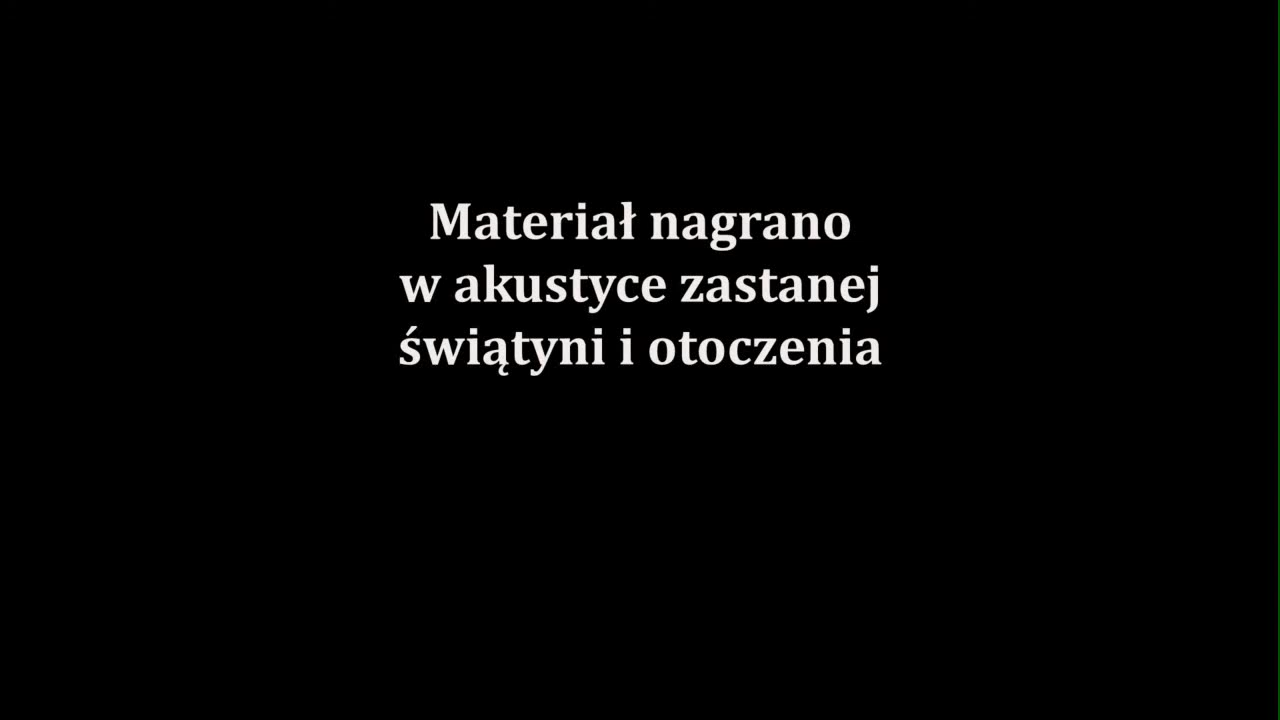 Materiał nagrano
w akustyce zastanej
świątyni i otoczenia